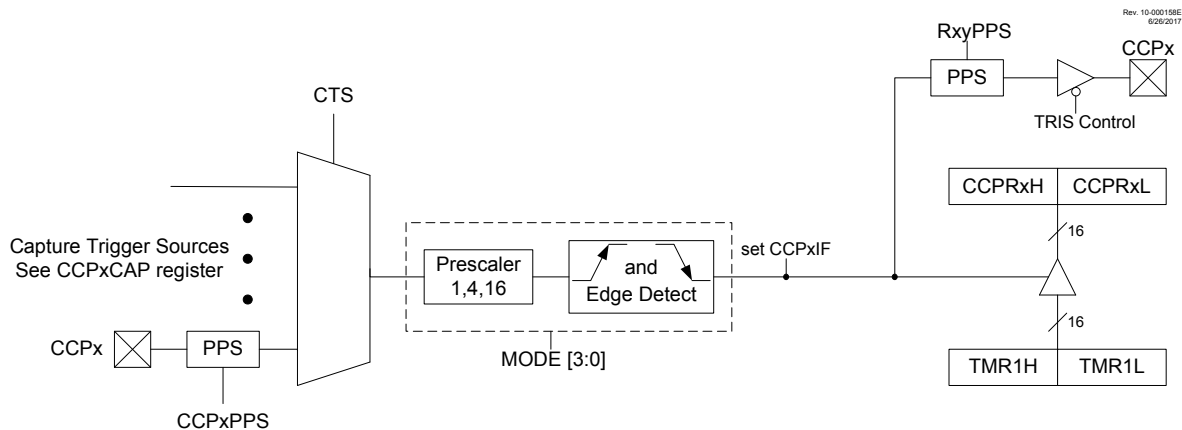 Rev. 10-000158E
6/26/2017
RxyPPS
CCPx
PPS
TRIS Control
CTS
CCPRxH
CCPRxL
16
Capture Trigger Sources
See CCPxCAP register
Prescaler
1,4,16
and
Edge Detect
set CCPxIF
16
CCPx
PPS
MODE [3:0]
TMR1H
TMR1L
CCPxPPS